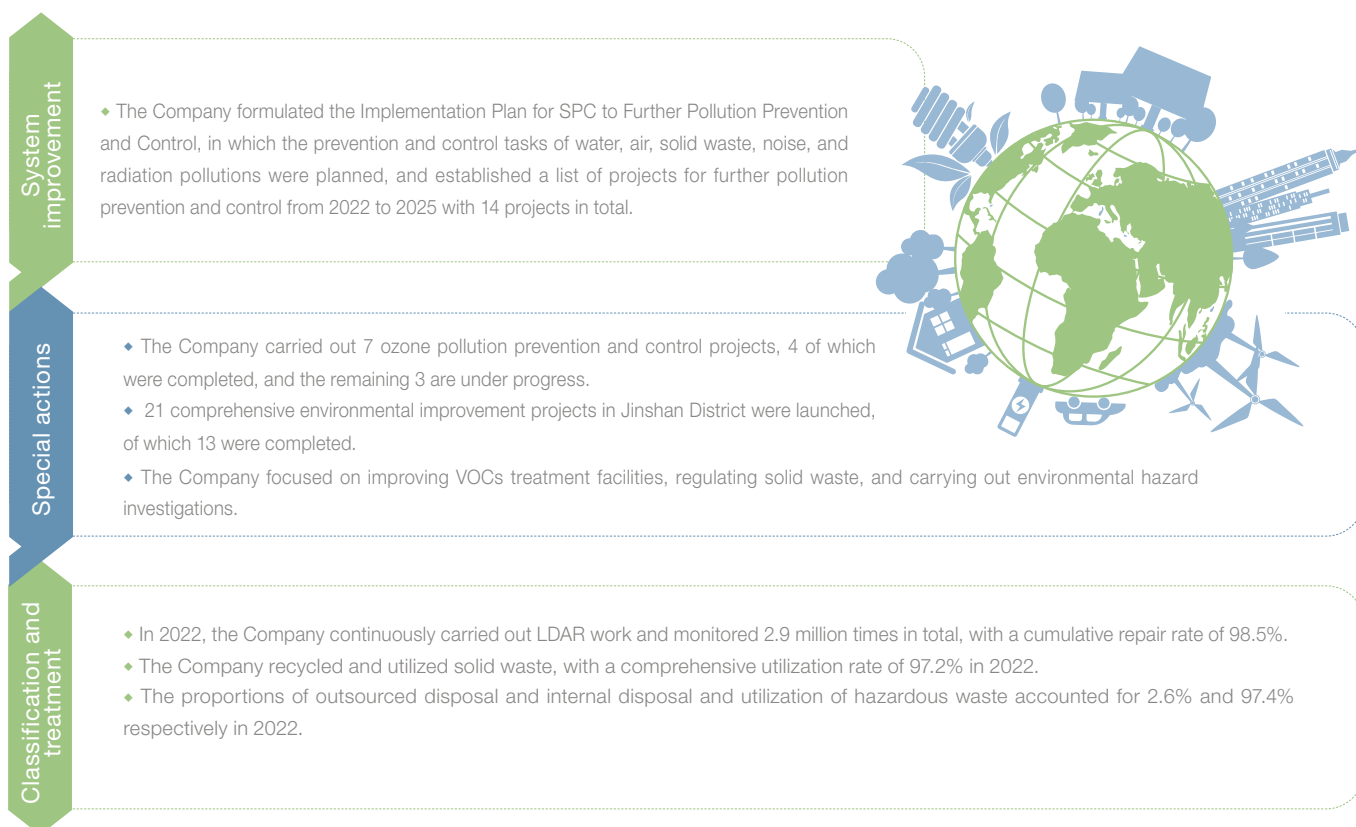 System
improvement
◆ The Company formulated the Implementation Plan for SPC to Further Pollution Prevention
and Control, in which the prevention and control tasks of water, air, solid waste, noise, and
radiation pollutions were planned, and established a list of projects for further pollution
prevention and control from 2022 to 2025 with 14 projects in total.
Special actions
◆ The Company carried out 7 ozone pollution prevention and control projects, 4 of which
were completed, and the remaining 3 are under progress.
◆ 21 comprehensive environmental improvement projects in Jinshan District were launched,
of which 13 were completed.
◆ The Company focused on improving VOCs treatment facilities, regulating solid waste, and carrying out environmental hazard
investigations.
Classification and
treatment
◆ In 2022, the Company continuously carried out LDAR work and monitored 2.9 million times in total, with a cumulative repair rate of 98.5%.
◆ The Company recycled and utilized solid waste, with a comprehensive utilization rate of 97.2% in 2022.
◆ The proportions of outsourced disposal and internal disposal and utilization of hazardous waste accounted for 2.6% and 97.4%
respectively in 2022.